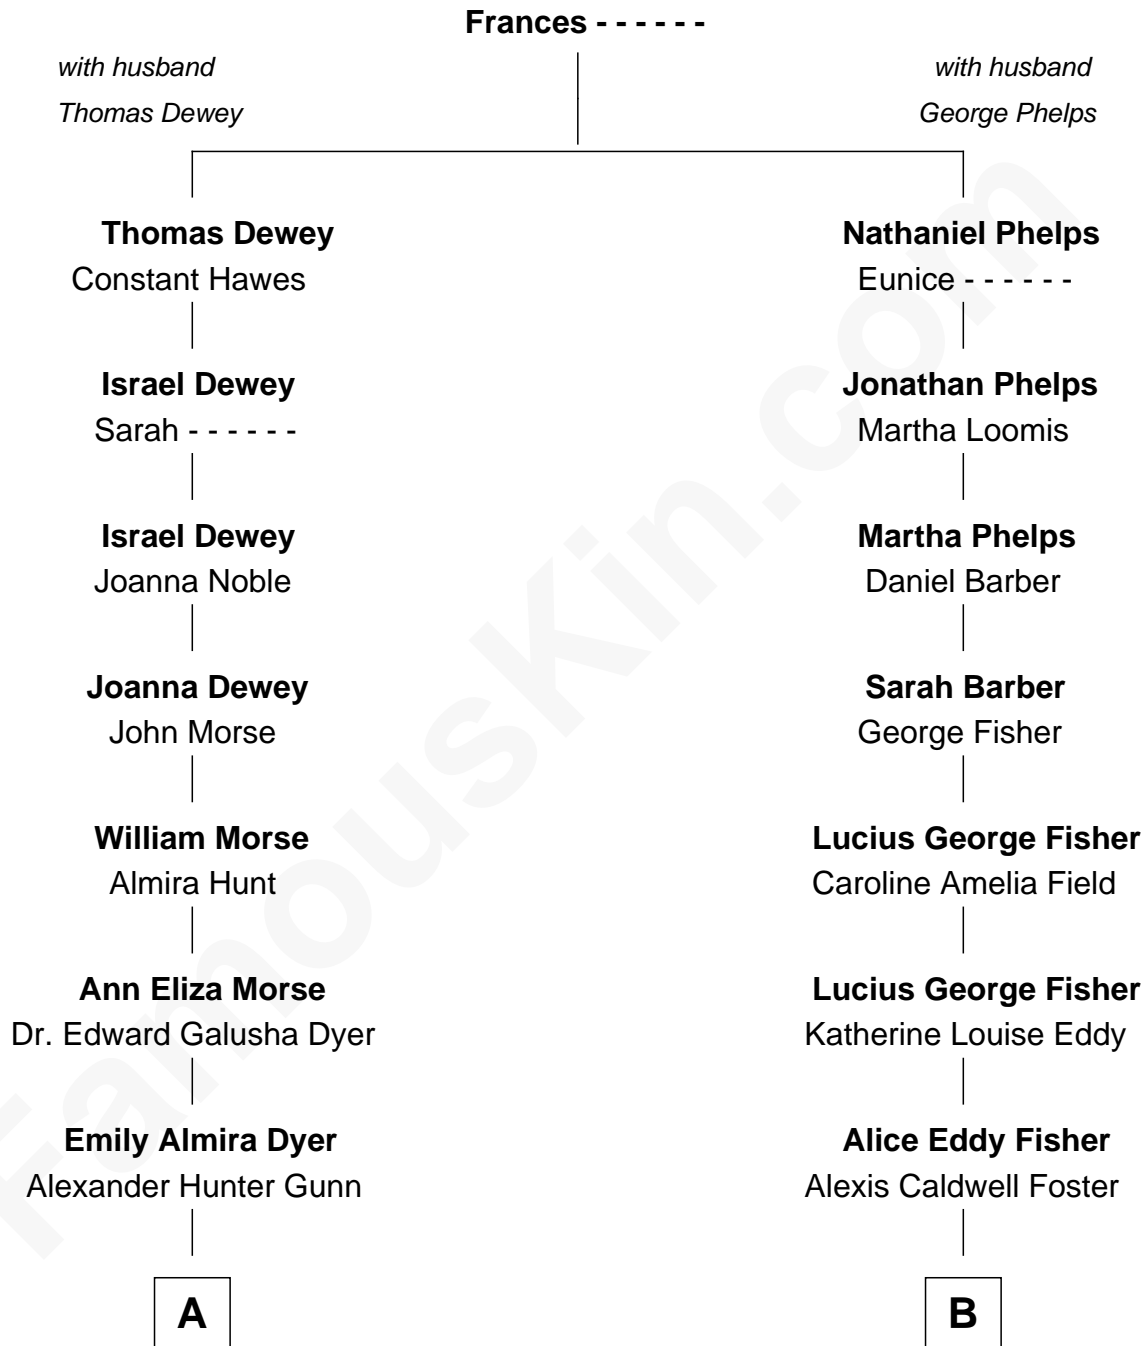 Frances - - - - - -
with husband
Thomas Dewey
with husband
George Phelps
Thomas Dewey
Constant Hawes
Nathaniel Phelps
Eunice - - - - - -
Israel Dewey
Sarah - - - - - -
Jonathan Phelps
Martha Loomis
Israel Dewey
Joanna Noble
Martha Phelps
Daniel Barber
Joanna Dewey
John Morse
Sarah Barber
George Fisher
William Morse
Almira Hunt
Lucius George Fisher
Caroline Amelia Field
Ann Eliza Morse
Dr. Edward Galusha Dyer
Lucius George Fisher
Katherine Louise Eddy
Emily Almira Dyer
Alexander Hunter Gunn
Alice Eddy Fisher
Alexis Caldwell Foster
A
B
FamousKin.com